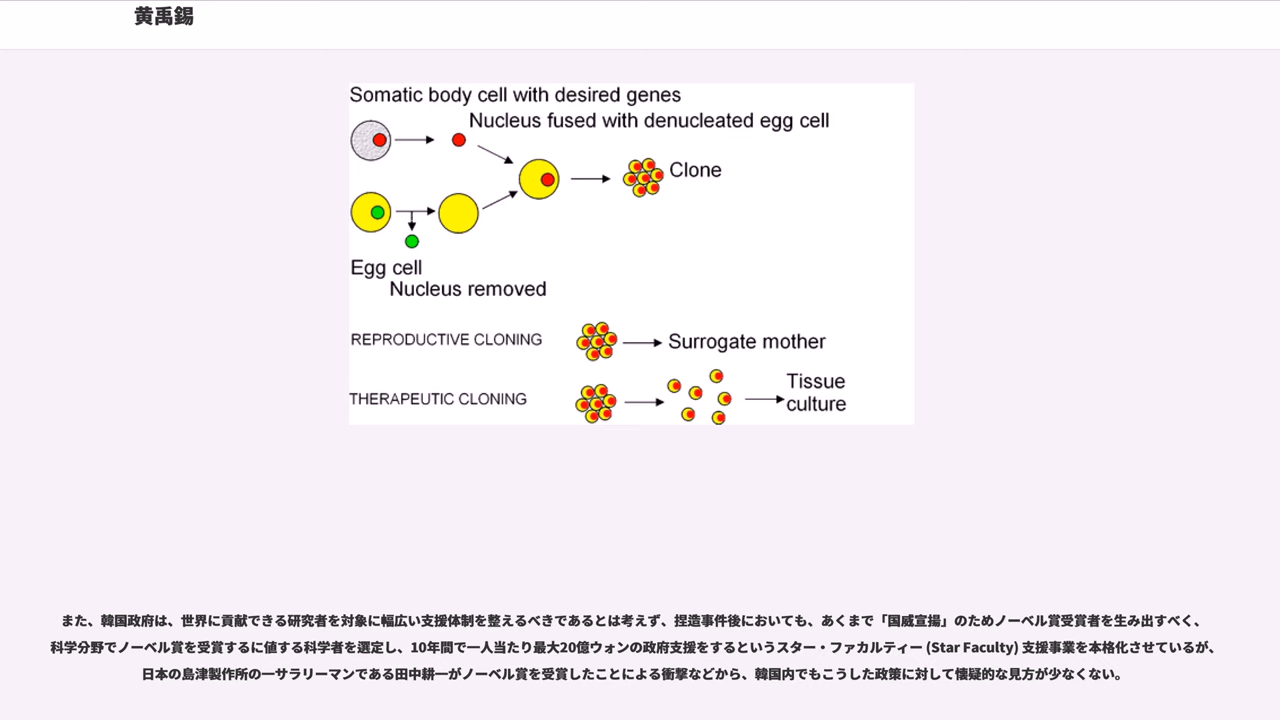 黄禹錫
Somatic body cell with desired genes
Nucleus fused with denucleated egg cell
Clone
Egg cell
Nucleus removed
REPRODUCTIVE CLONING
Surrogate mother
THERAPEUTIC CLONING
Tissue
culture
また、韓国政府は、世界に貢献できる研究者を対象に幅広い支援体制を整えるべきであるとは考えず、捏造事件後においても、あくまで「国威宣揚」のためノーベル賞受賞者を生み出すべく、
科学分野でノーベル賞を受賞するに値する科学者を選定し、10年間で一人当たり最大20億ウォンの政府支援をするというスター・ファカルティー (Star Faculty) 支援事業を本格化させているが、
日本の島津製作所の一サラリーマンである田中耕一がノーベル賞を受賞したことによる衝撃などから、韓国内でもこうした政策に対して懐疑的な見方が少なくない。